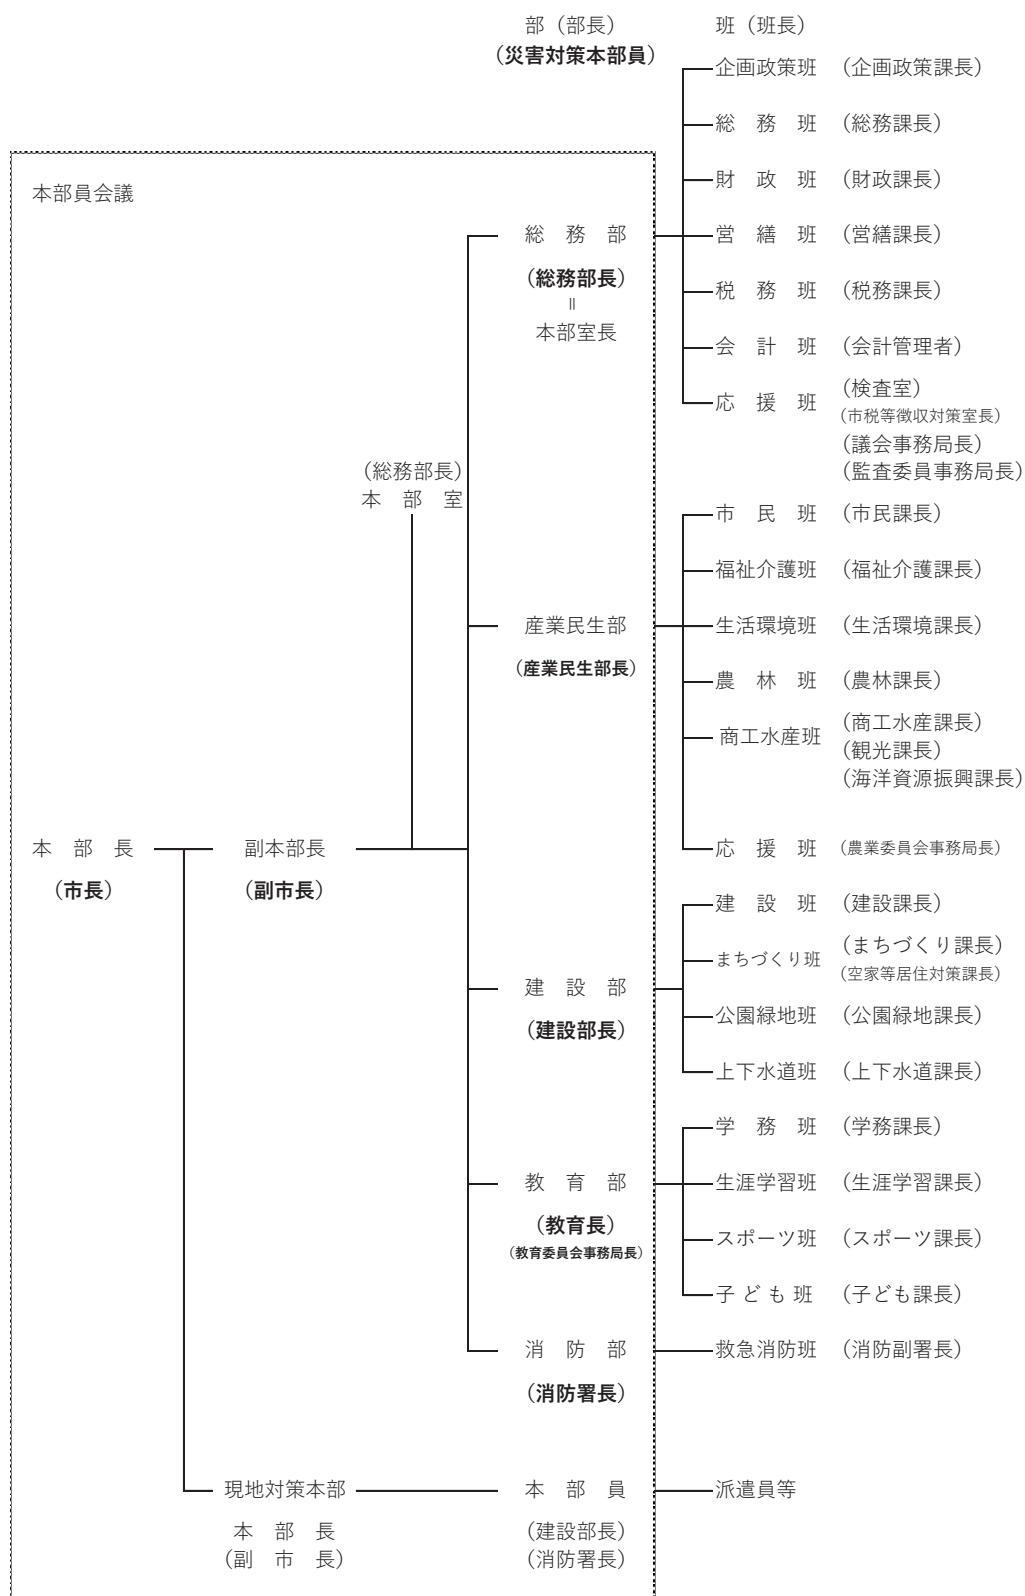 部（部長） 班（班長）
（災害対策本部員）
企画政策班 （企画政策課長）
総務班 （総務課長）
財政班 （財政課長）
本部員会議
総務部 営繕班 （営繕課長）
（総務部長）
税務班 （税務課長）
＝
本部室長 会計班 （会計管理者）
応援班 （検査室）
（市税等徴収対策室長）
（議会事務局長）
（監査委員事務局長）
（総務部長）
本部室
市民班 （市民課長）
福祉介護班 （福祉介護課長）
産業民生部 生活環境班 （生活環境課長）
（産業民生部長）
農林班 （農林課長）
商工水産班 （商工水産課長）
（観光課長）
（海洋資源振興課長）
本部長 副本部長 応援班 （農業委員会事務局長）
（市長） （副市長）
建設班 （建設課長）
まちづくり班 （まちづくり課長）
（空家等居住対策課長）
建設部
（建設部長）
公園緑地班 （公園緑地課長）
上下水道班 （上下水道課長）
学務班 （学務課長）
教育部 生涯学習班 （生涯学習課長）
（教育長）
（教育委員会事務局長）
スポーツ班 （スポーツ課長）
子ども班 （子ども課長）
消防部 救急消防班 （消防副署長）
（消防署長）
現地対策本部 本部員 派遣員等
本部長 （建設部長）
（副市長） （消防署長）